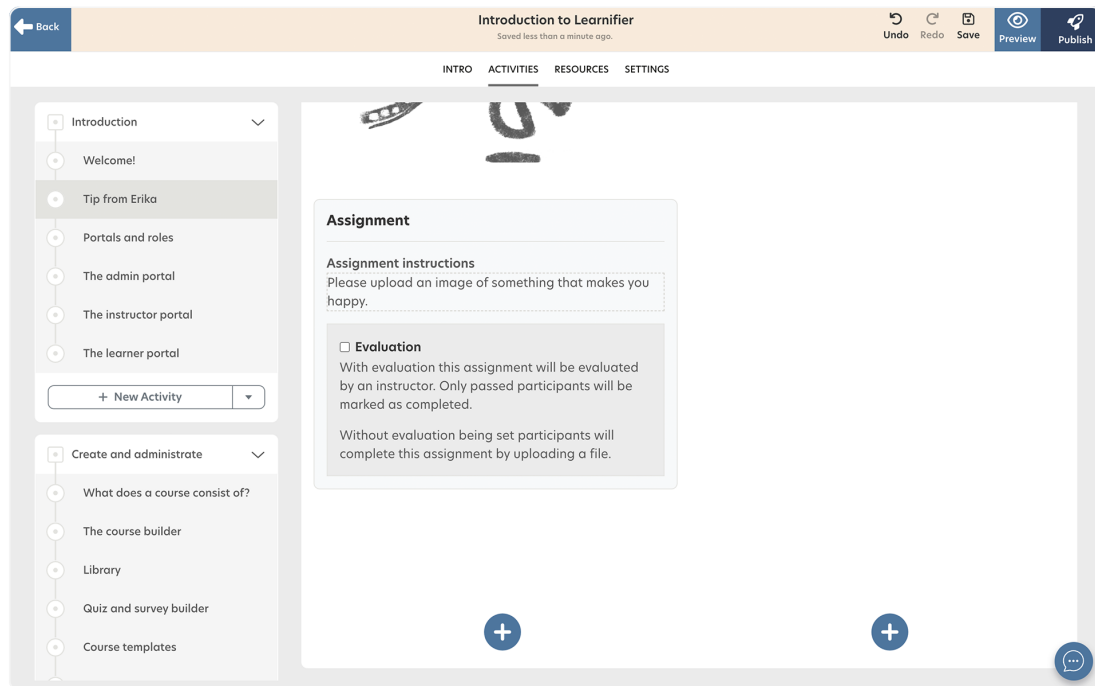 Back
Introduction to Learnifier
Saved less than a minute ago.
Undo
Redo
Save
Preview
Publish
INTRO
ACTIVITIES
RESOURCES
SETTINGS
Introduction
Welcome!
Tip from Erika
Portals and roles
The admin portal
The instructor portal
The learner portal
+ New Activity
Create and administrate
What does a course consist of?
The course builder
Library
Quiz and survey builder
Course templates
Assignment
Assignment instructions
Please upload an image of something that makes you
happy.
Evaluation
With evaluation this assignment will be evaluated
by an instructor. Only passed participants will be
marked as completed.
Without evaluation being set participants will
complete this assignment by uploading a file.